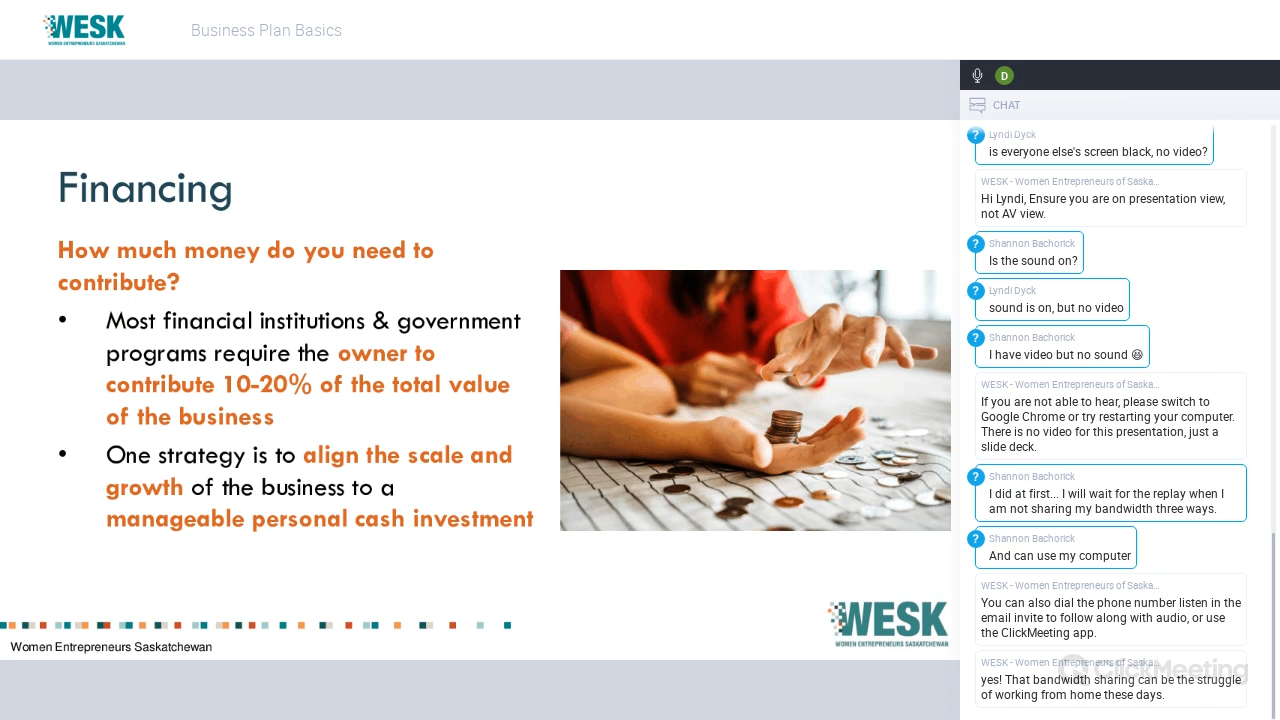 WESK
WOMEN ENTREPRENEURS SASKATCHEWAN
Business Plan Basics
D
CHAT
Financing
How much money do you need to
contribute?
• Most financial institutions & government
programs require the owner to
contribute 10-20% of the total value
of the business
• One strategy is to align the scale and
growth of the business to a
manageable personal cash investment
WESK
WOMEN ENTREPRENEURS SASKATCHEWAN
Women Entrepreneurs Saskatchewan
?
Lyndi Dyck
is everyone else's screen black, no video?
WESK - Women Entrepreneurs of Saska...
Hi Lyndi, Ensure you are on presentation view,
not AV view.
?
Shannon Bachorick
Is the sound on?
?
Lyndi Dyck
sound is on, but no video
?
Shannon Bachorick
I have video but no sound 😆
WESK - Women Entrepreneurs of Saska...
If you are not able to hear, please switch to
Google Chrome or try restarting your computer.
There is no video for this presentation, just a
slide deck.
?
Shannon Bachorick
I did at first... I will wait for the replay when I
am not sharing my bandwidth three ways.
?
Shannon Bachorick
And can use my computer
WESK - Women Entrepreneurs of Saska...
You can also dial the phone number listen in the
email invite to follow along with audio, or use
the ClickMeeting app.
WESK - Women Entrepreneurs of Saska...
yes! That bandwidth sharing can be the struggle
of working from home these days.
ClickMeeting